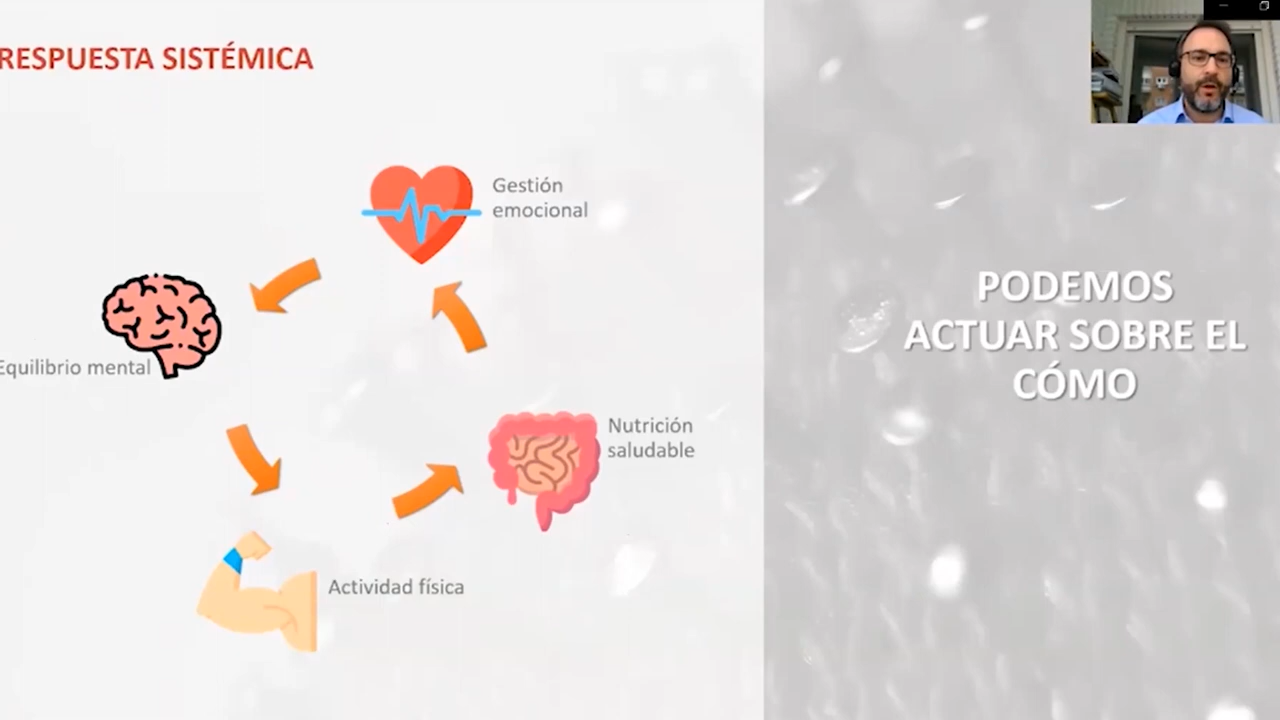 RESPUESTA SISTÉMICA
Gestión
emocional
Equilibrio mental
Nutrición
saludable
Actividad física
PODEMOS
ACTUAR SOBRE EL
CÓMO